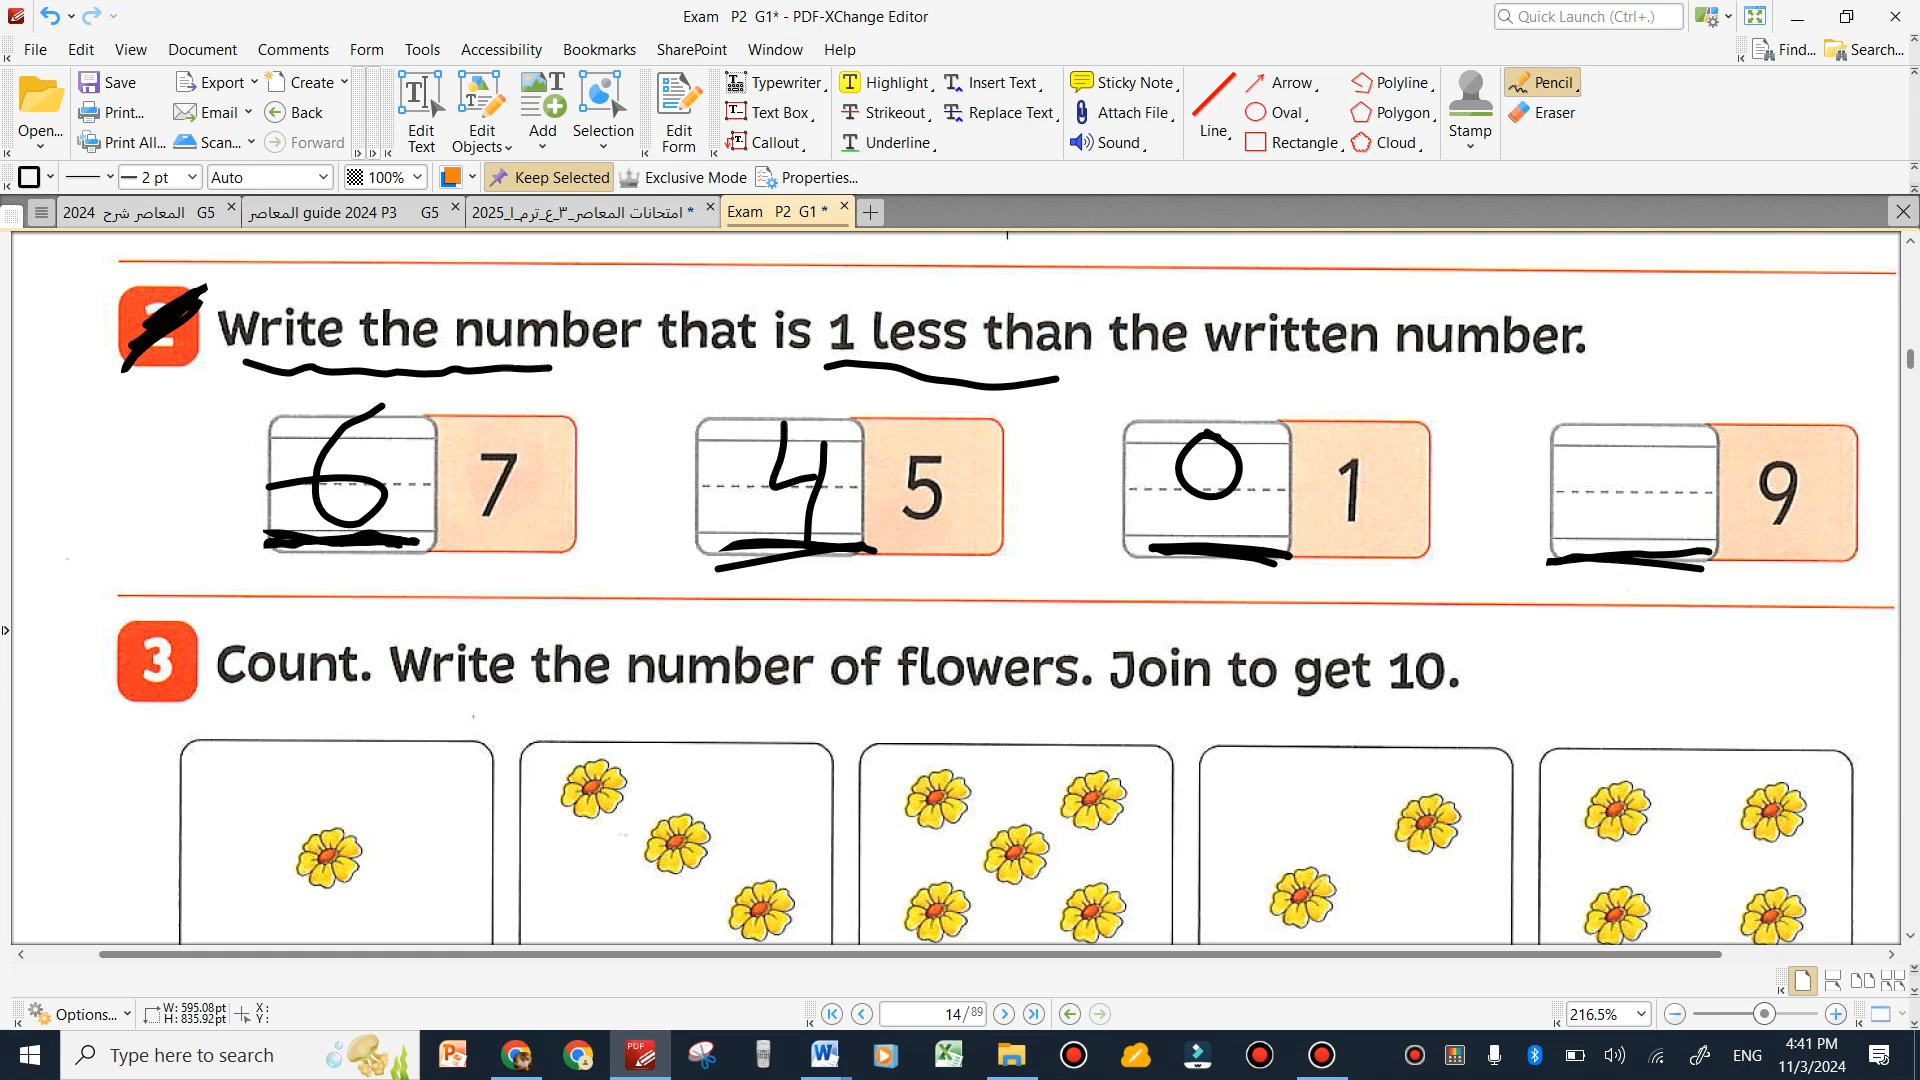 Exam P2 G1* - PDF-XChange Editor
Quick Launch (Ctrl+.)
File Edit View Document Comments Form Tools Accessibility Bookmarks SharePoint Window Help
Find... Search...
Open... Save Print... Print All... Export Email Scan... Create Back Forward
Edit Text Edit Objects Add Selection Edit Form
Typewriter Text Box Callout Highlight Strikeout Underline Insert Text Replace Text
Sticky Note Attach File Sound Line Arrow Oval Rectangle Polyline Polygon Cloud Stamp Pencil Eraser
2 pt Auto 100% Keep Selected Exclusive Mode Properties...
المعاصر شرح 2024 G5
المعاصر guide 2024 P3 G5
امتحانات المعاصر_٣_ع_ترم_ا_2025 *
Exam P2 G1 *
Write the number that is 1 less than the written number.
6 7 4 5 0 1 9
3 Count. Write the number of flowers. Join to get 10.
Options... W: 595.08pt H: 835.92pt X: Y:
14 / 89
216.5%
Type here to search
ENG
4:41 PM
11/3/2024